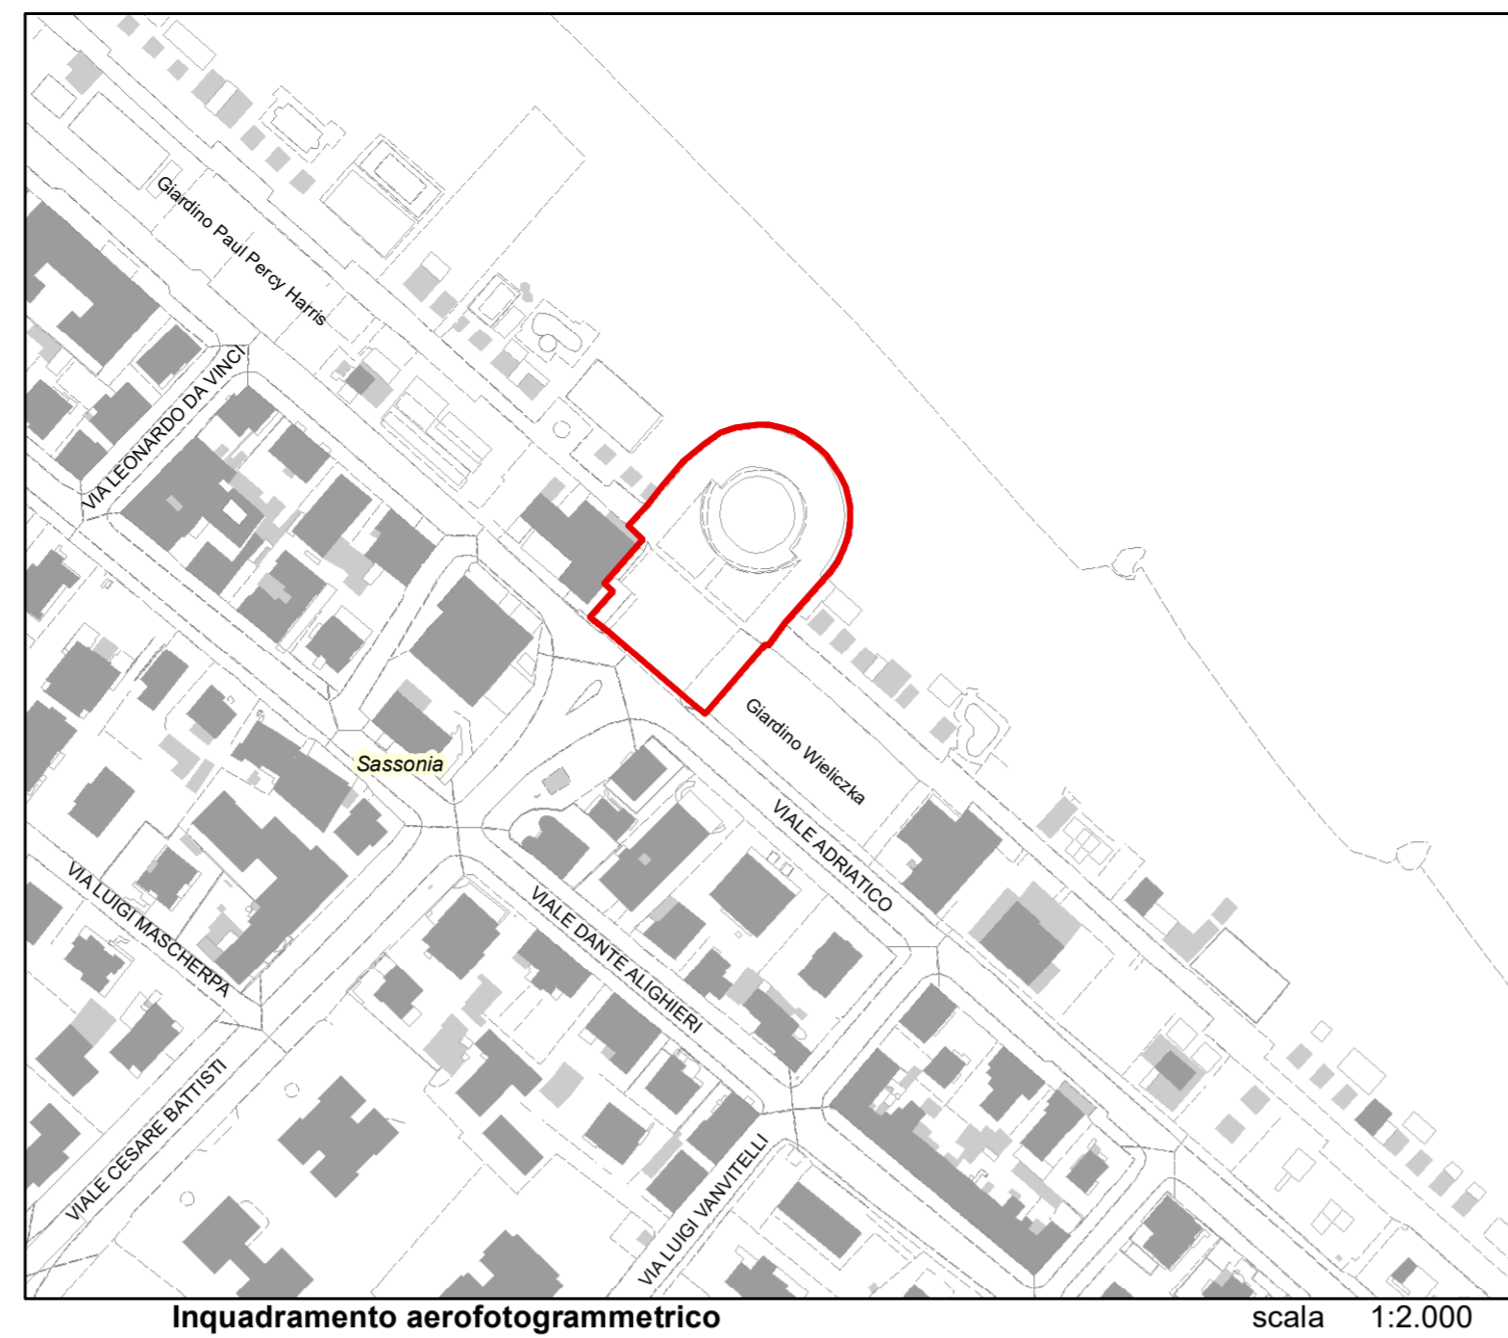 Giardino Paul Percy Harris
VIA LEONARDO DA VINCI
Giardino Wieliczka
Sassonia
VIALE ADRIATICO
VIA LUIGI MASCHERPA
VIALE DANTE ALIGHIERI
VIALE CESARE BATTISTI
VIA LUIGI VANVITELLI
Inquadramento aerofotogrammetrico scala 1:2.000